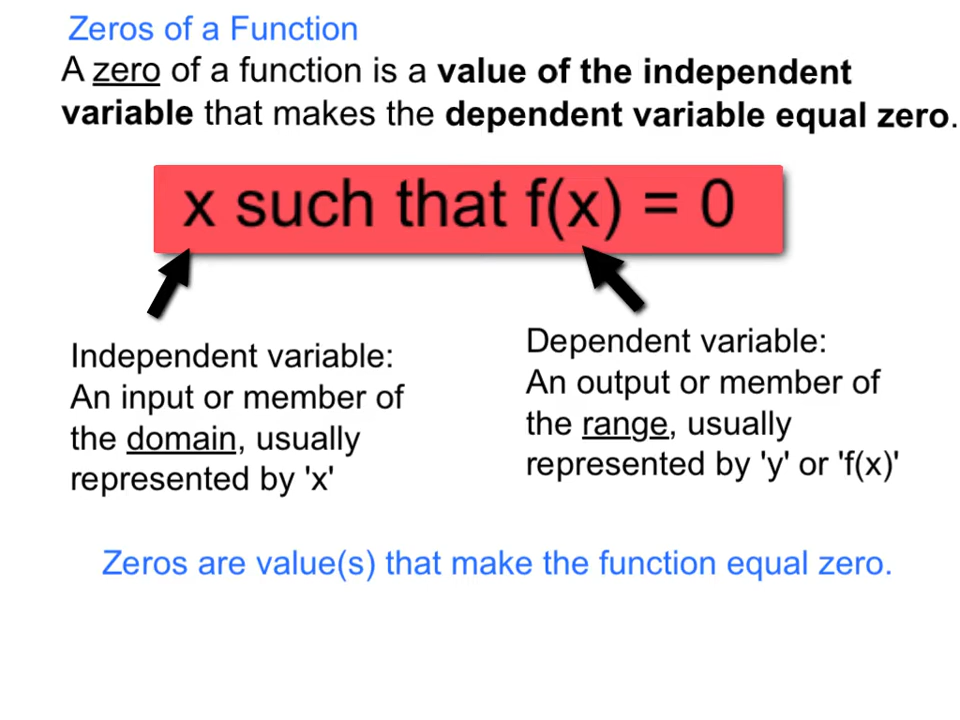 Zeros of a Function
A zero of a function is a value of the independent
variable that makes the dependent variable equal zero.
x such that f(x) = 0
Independent variable:
An input or member of
the domain, usually
represented by 'x'
Dependent variable:
An output or member of
the range, usually
represented by 'y' or 'f(x)'
Zeros are value(s) that make the function equal zero.